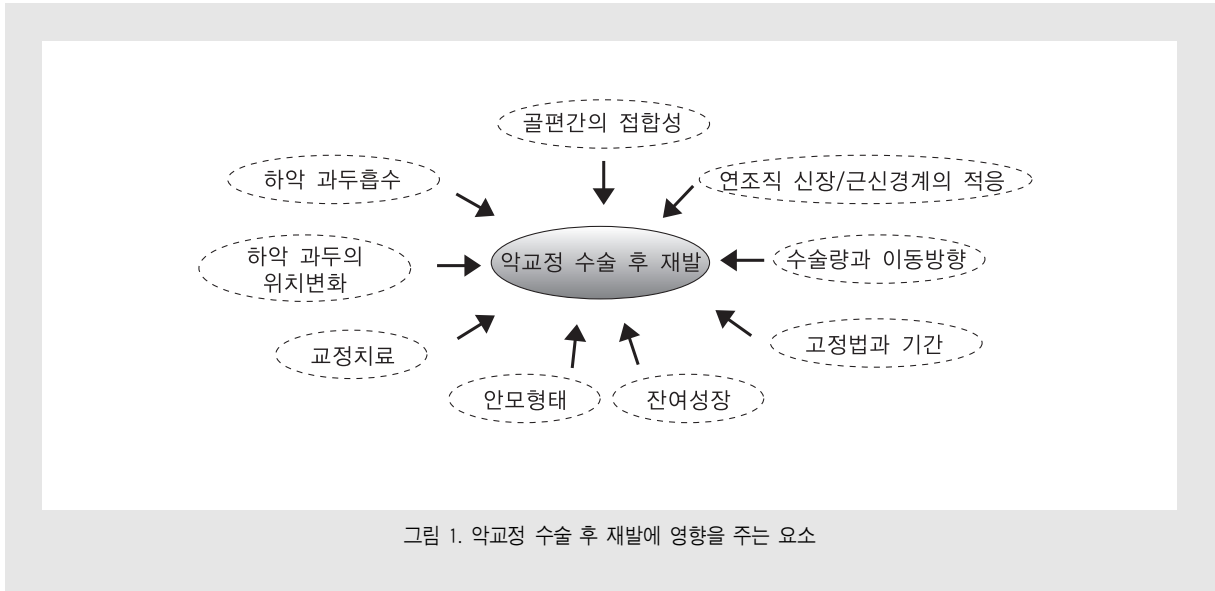 골편간의 접합성
하악 과두흡수
연조직 신장/근신경계의 적응
하악 과두의
위치변화
악교정 수술 후 재발
수술량과 이동방향
교정치료
고정법과 기간
안모형태
잔여성장
그림 1. 악교정 수술 후 재발에 영향을 주는 요소